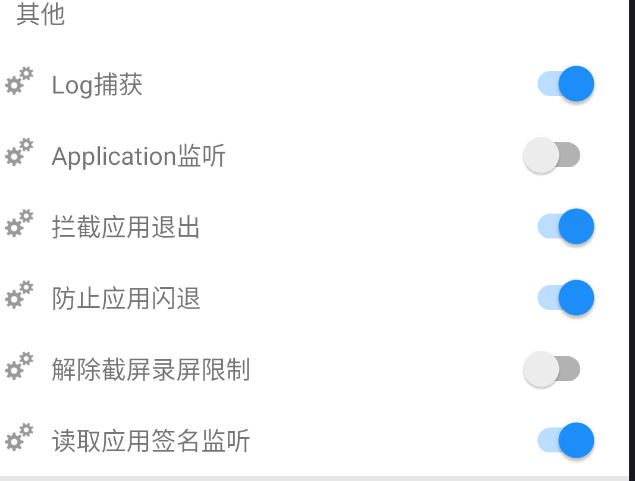 其他
Log捕获
Application监听
拦截应用退出
防止应用闪退
解除截屏录屏限制
读取应用签名监听